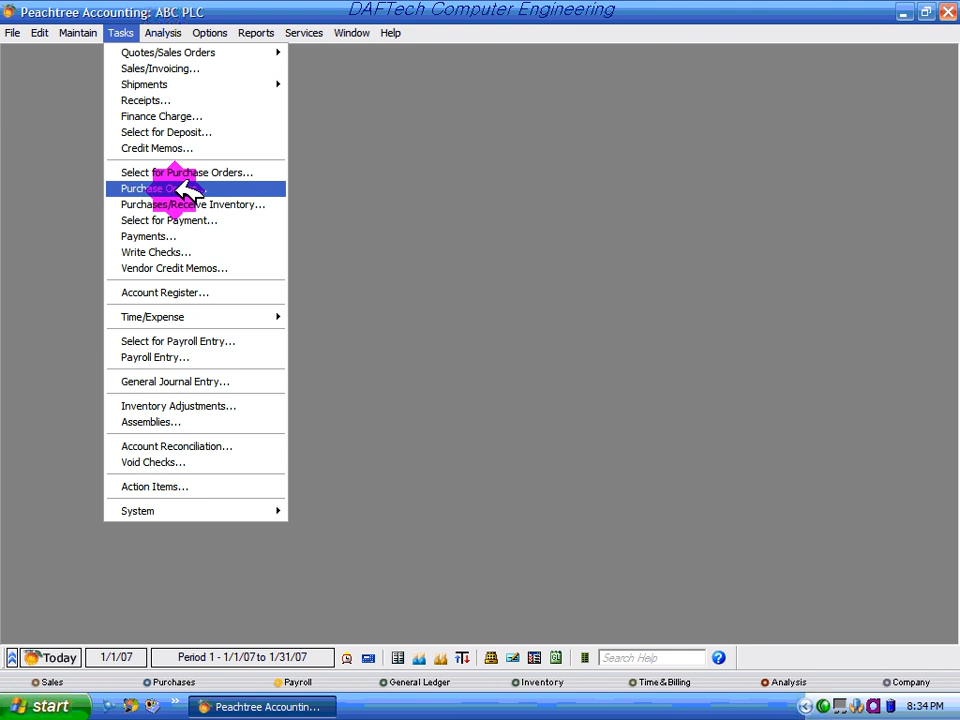 Peachtree Accounting: ABC PLC
DAFTech Computer Engineering
File Edit Maintain Tasks Analysis Options Reports Services Window Help
Quotes/Sales Orders
Sales/Invoicing...
Shipments
Receipts...
Finance Charge...
Select for Deposit...
Credit Memos...
Select for Purchase Orders...
Purchase
Purchases/Receive Inventory...
Select for Payment...
Payments...
Write Checks...
Vendor Credit Memos...
Account Register...
Time/Expense
Select for Payroll Entry...
Payroll Entry...
General Journal Entry...
Inventory Adjustments...
Assemblies...
Account Reconciliation...
Void Checks...
Action Items...
System
Today 1/1/07 Period 1 - 1/1/07 to 1/31/07 Search Help
Sales Purchases Payroll General Ledger Inventory Time & Billing Analysis Company
start Peachtree Accountin... 8:34 PM